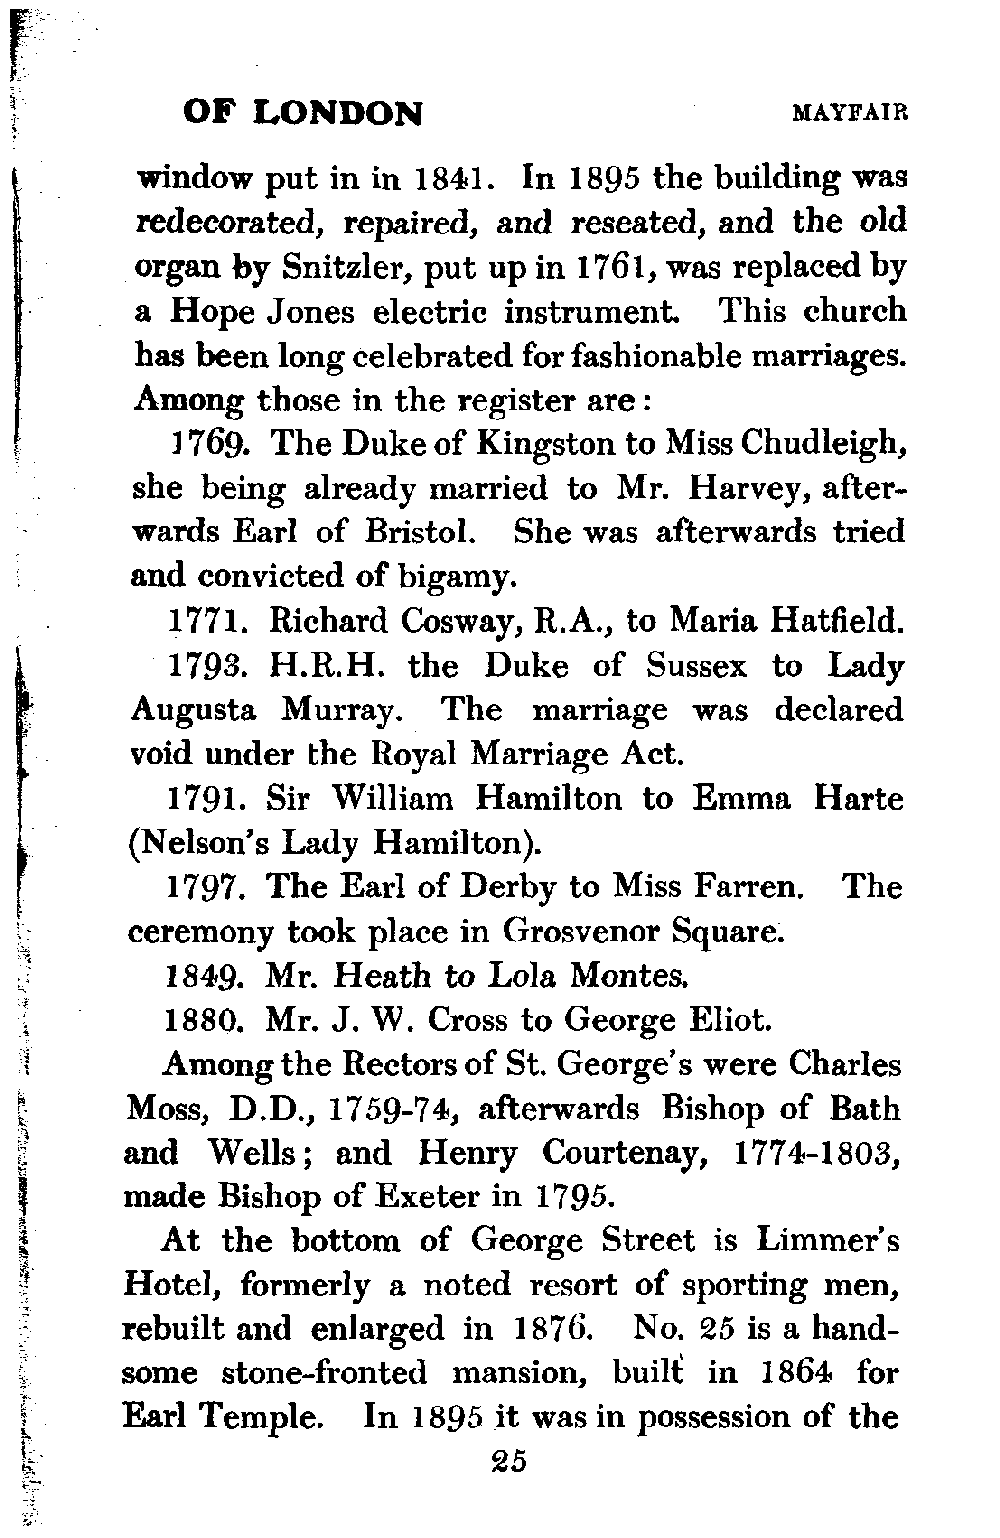 OF LONDON MAYFAIR
window put in in 1841. In 1895 the building was
redecorated, repaired, and reseated, and the old
organ by Snitzler, put up in 1761, was replaced by
a Hope Jones electric instrument. This church
has been long celebrated for fashionable marriages.
Among those in the register are:
1769. The Duke of Kingston to Miss Chudleigh,
she being already married to Mr. Harvey, after-
wards Earl of Bristol. She was afterwards tried
and convicted of bigamy.
1771. Richard Cosway, R.A., to Maria Hatfield.
1793. H.R.H. the Duke of Sussex to Lady
Augusta Murray. The marriage was declared
void under the Royal Marriage Act.
1791. Sir William Hamilton to Emma Harte
(Nelson's Lady Hamilton).
1797. The Earl of Derby to Miss Farren. The
ceremony took place in Grosvenor Square.
1849. Mr. Heath to Lola Montes.
1880. Mr. J. W. Cross to George Eliot.
Among the Rectors of St. George's were Charles
Moss, D.D., 1759-74, afterwards Bishop of Bath
and Wells; and Henry Courtenay, 1774-1803,
made Bishop of Exeter in 1795.
At the bottom of George Street is Limmer's
Hotel, formerly a noted resort of sporting men,
rebuilt and enlarged in 1876. No. 25 is a hand-
some stone-fronted mansion, built in 1864 for
Earl Temple. In 1895 it was in possession of the
25